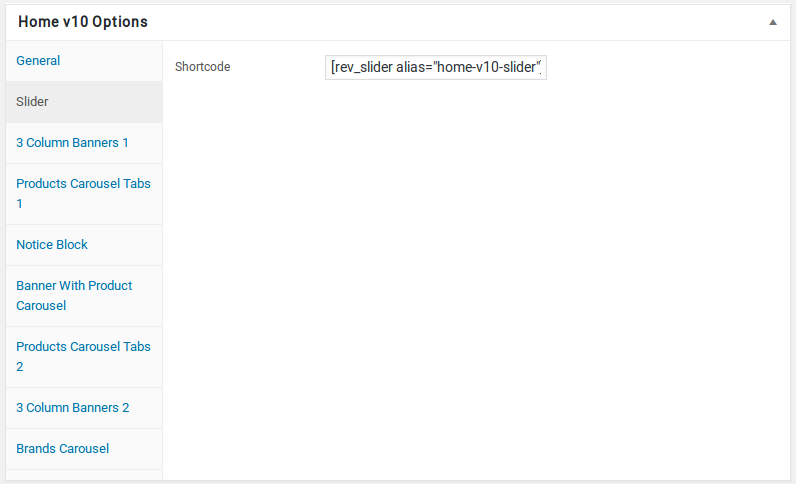 Home v10 Options
General
Shortcode
[rev_slider alias="home-v10-slider"
Slider
3 Column Banners 1
Products Carousel Tabs
1
Notice Block
Banner With Product
Carousel
Products Carousel Tabs
2
3 Column Banners 2
Brands Carousel